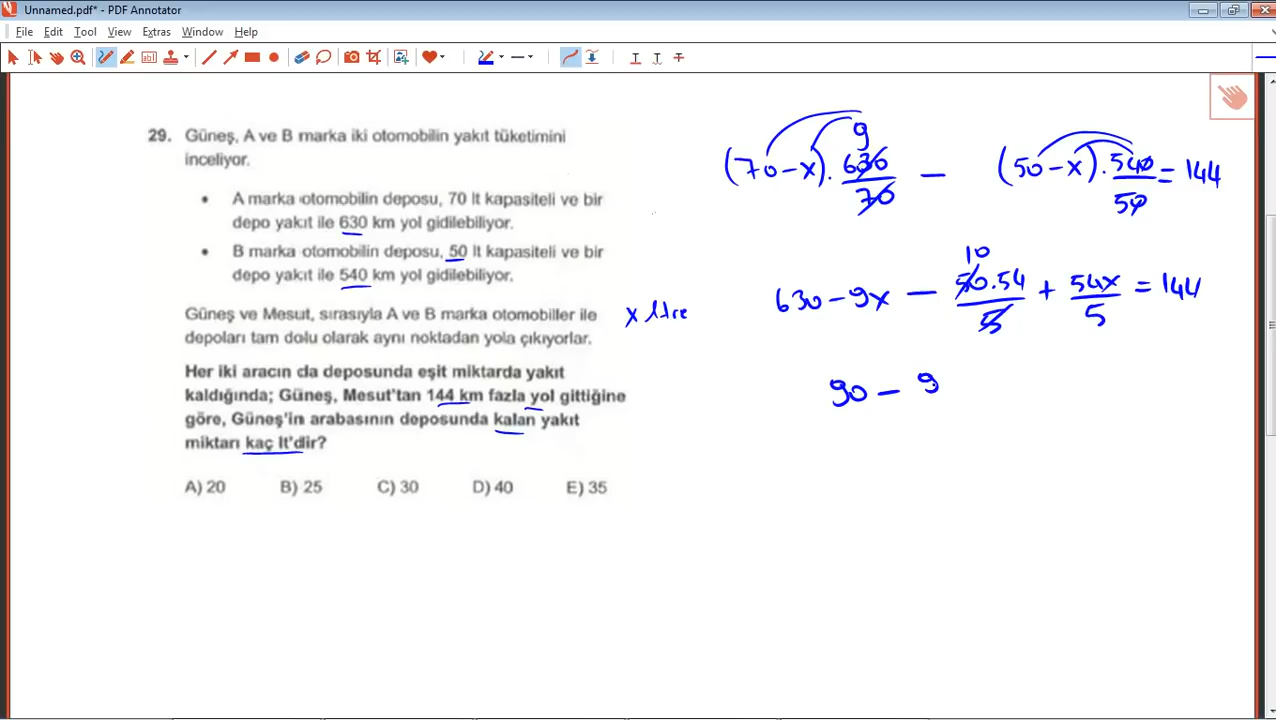 Unnamed.pdf* - PDF Annotator
File Edit Tool View Extras Window Help
29. Güneş, A ve B marka iki otomobilin yakıt tüketimini
inceliyor.
• A marka otomobilin deposu, 70 lt kapasiteli ve bir
depo yakıt ile 630 km yol gidilebiliyor.
• B marka otomobilin deposu, 50 lt kapasiteli ve bir
depo yakıt ile 540 km yol gidilebiliyor.
Güneş ve Mesut, sırasıyla A ve B marka otomobiller ile
depoları tam dolu olarak aynı noktadan yola çıkıyorlar.
Her iki aracın da deposunda eşit miktarda yakıt
kaldığında; Güneş, Mesut'tan 144 km fazla yol gittiğine
göre, Güneş'in arabasının deposunda kalan yakıt
miktarı kaç lt'dir?
A) 20 B) 25 C) 30 D) 40 E) 35
x litre
9
(70-x).630/70 - (50-x).540/50=144
10
630-9x - 50.54/5 + 54x/5 = 144
90 - 9